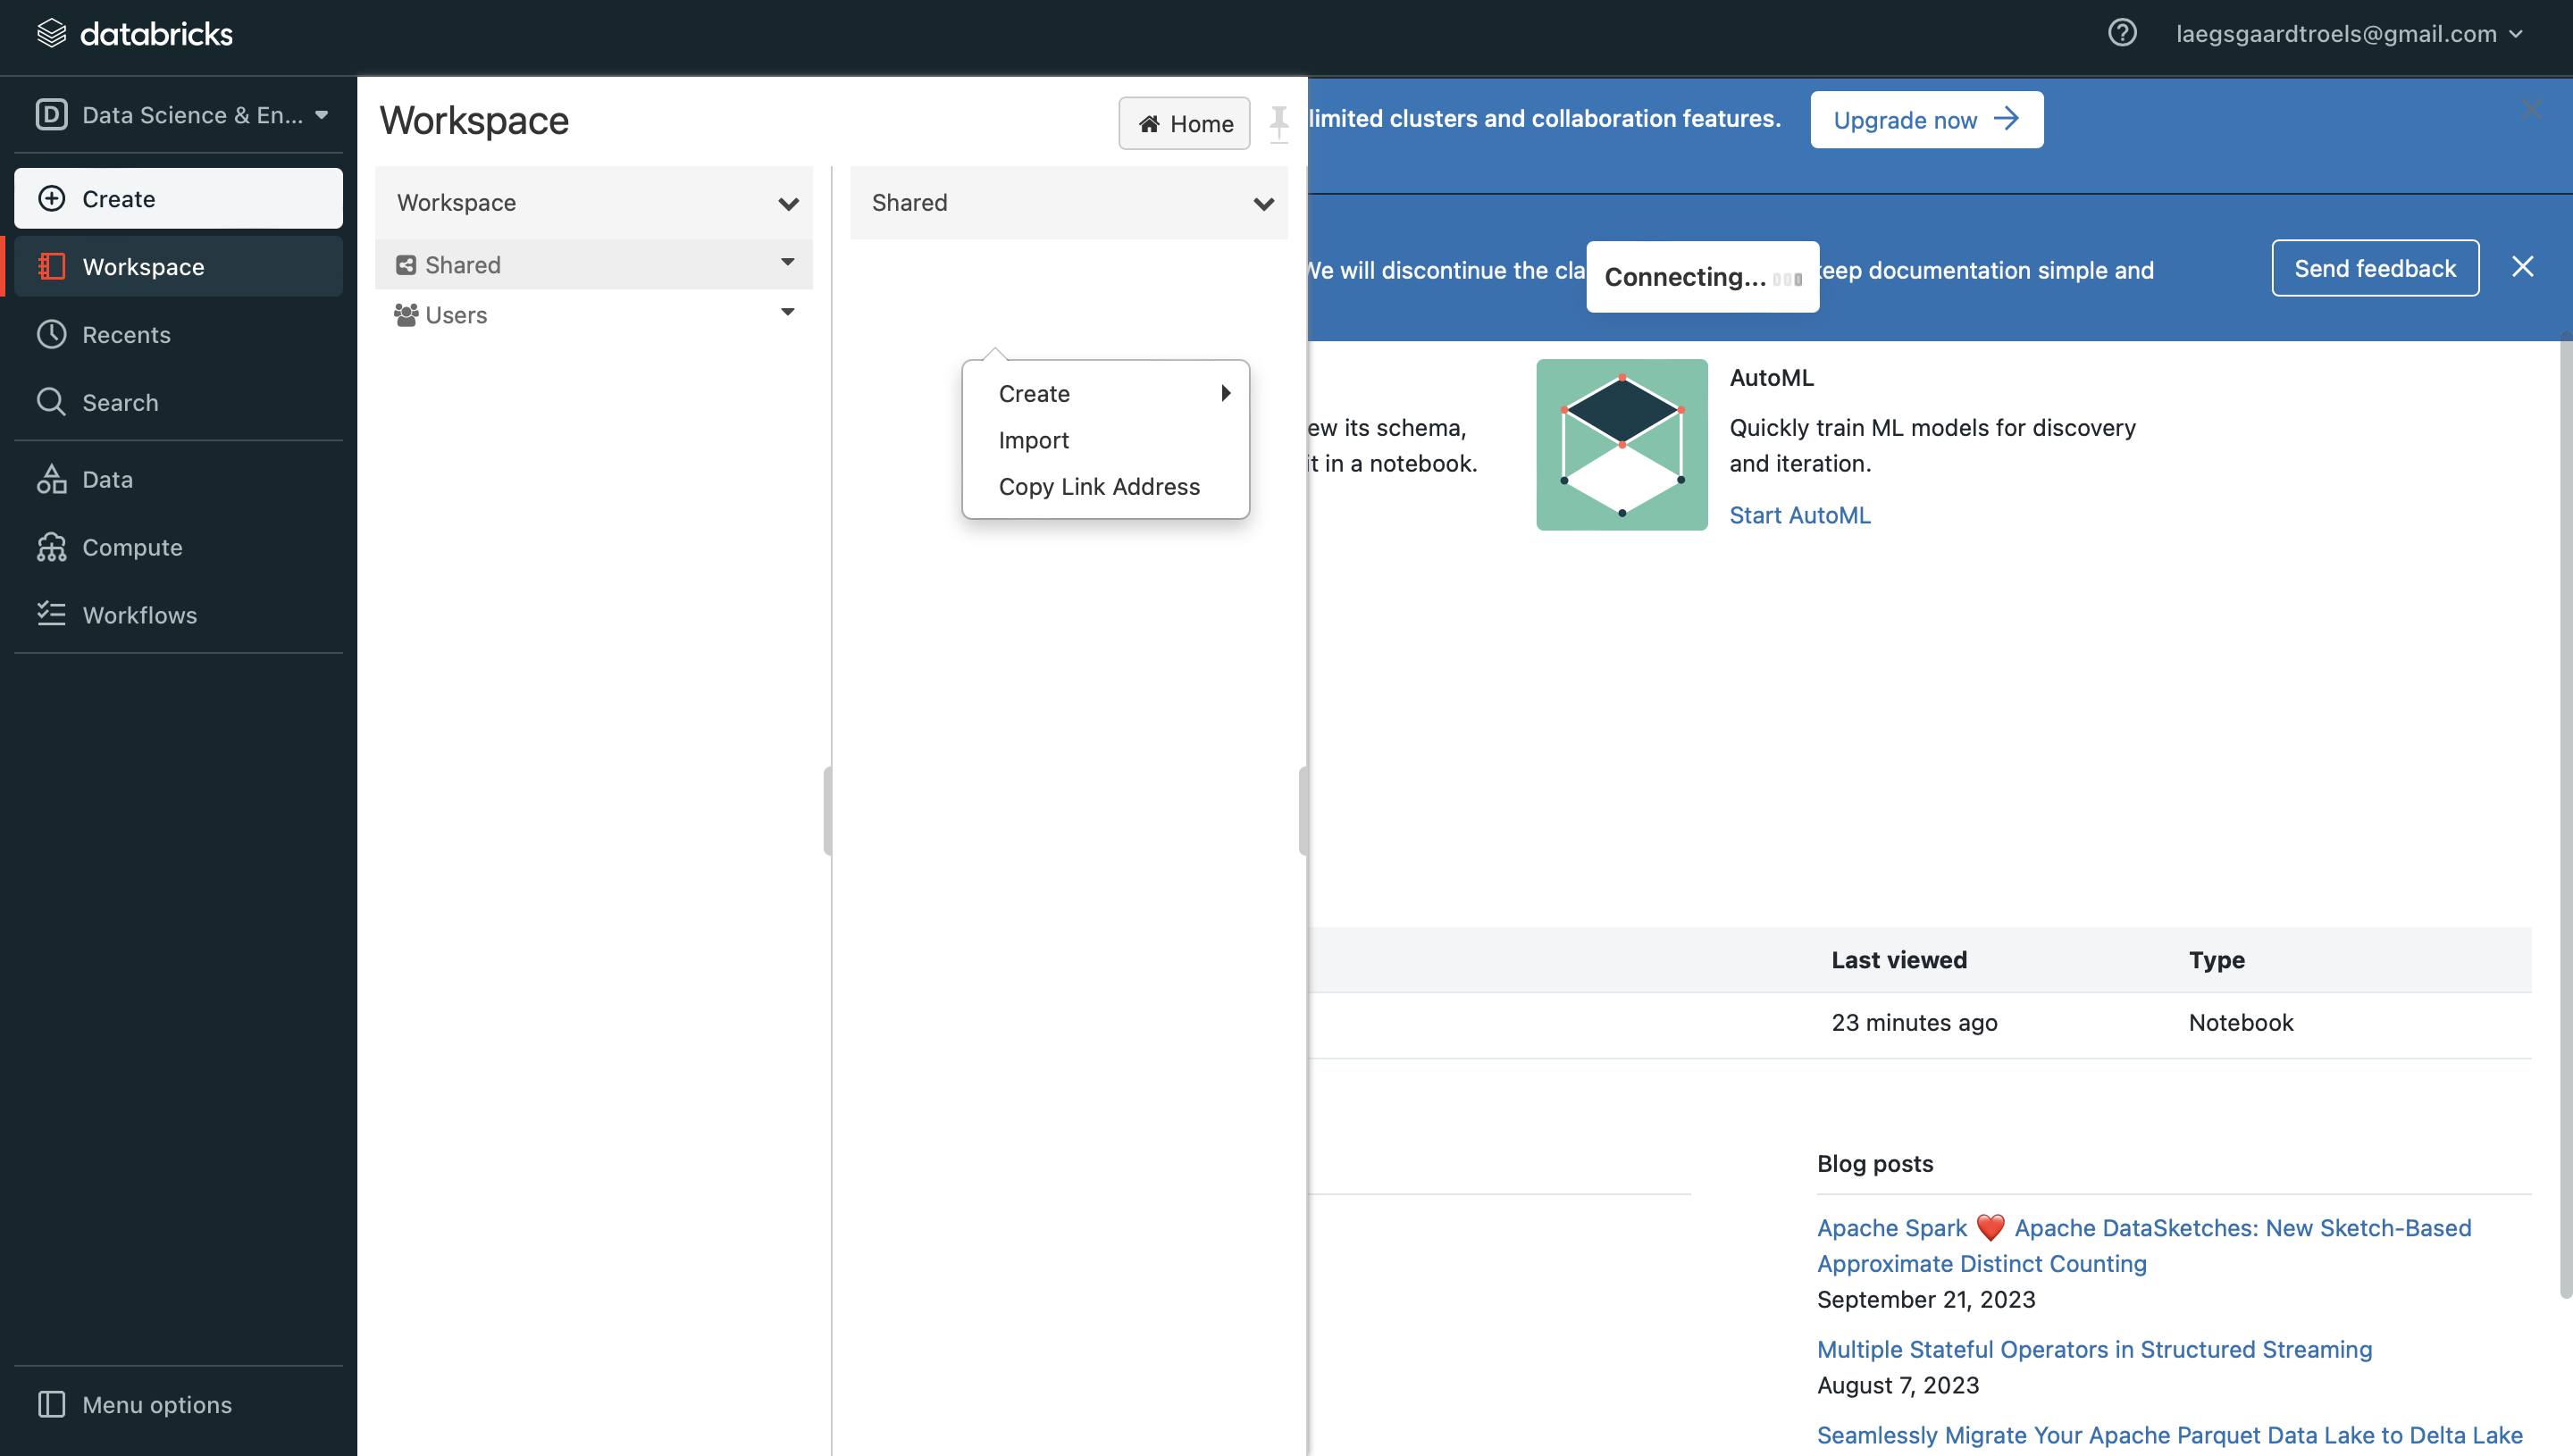 databricks
laegsgaardtroels@gmail.com
D Data Science & En...
Create
Workspace
Recents
Search
Data
Compute
Workflows
Menu options
Workspace
Home
Workspace
Shared
Users
Shared
Create
Import
Copy Link Address
limited clusters and collaboration features.
Upgrade now
We will discontinue the cla
Connecting...
keep documentation simple and
Send feedback
ew its schema,
it in a notebook.
AutoML
Quickly train ML models for discovery
and iteration.
Start AutoML
Last viewed
Type
23 minutes ago
Notebook
Blog posts
Apache Spark ❤️ Apache DataSketches: New Sketch-Based
Approximate Distinct Counting
September 21, 2023
Multiple Stateful Operators in Structured Streaming
August 7, 2023
Seamlessly Migrate Your Apache Parquet Data Lake to Delta Lake